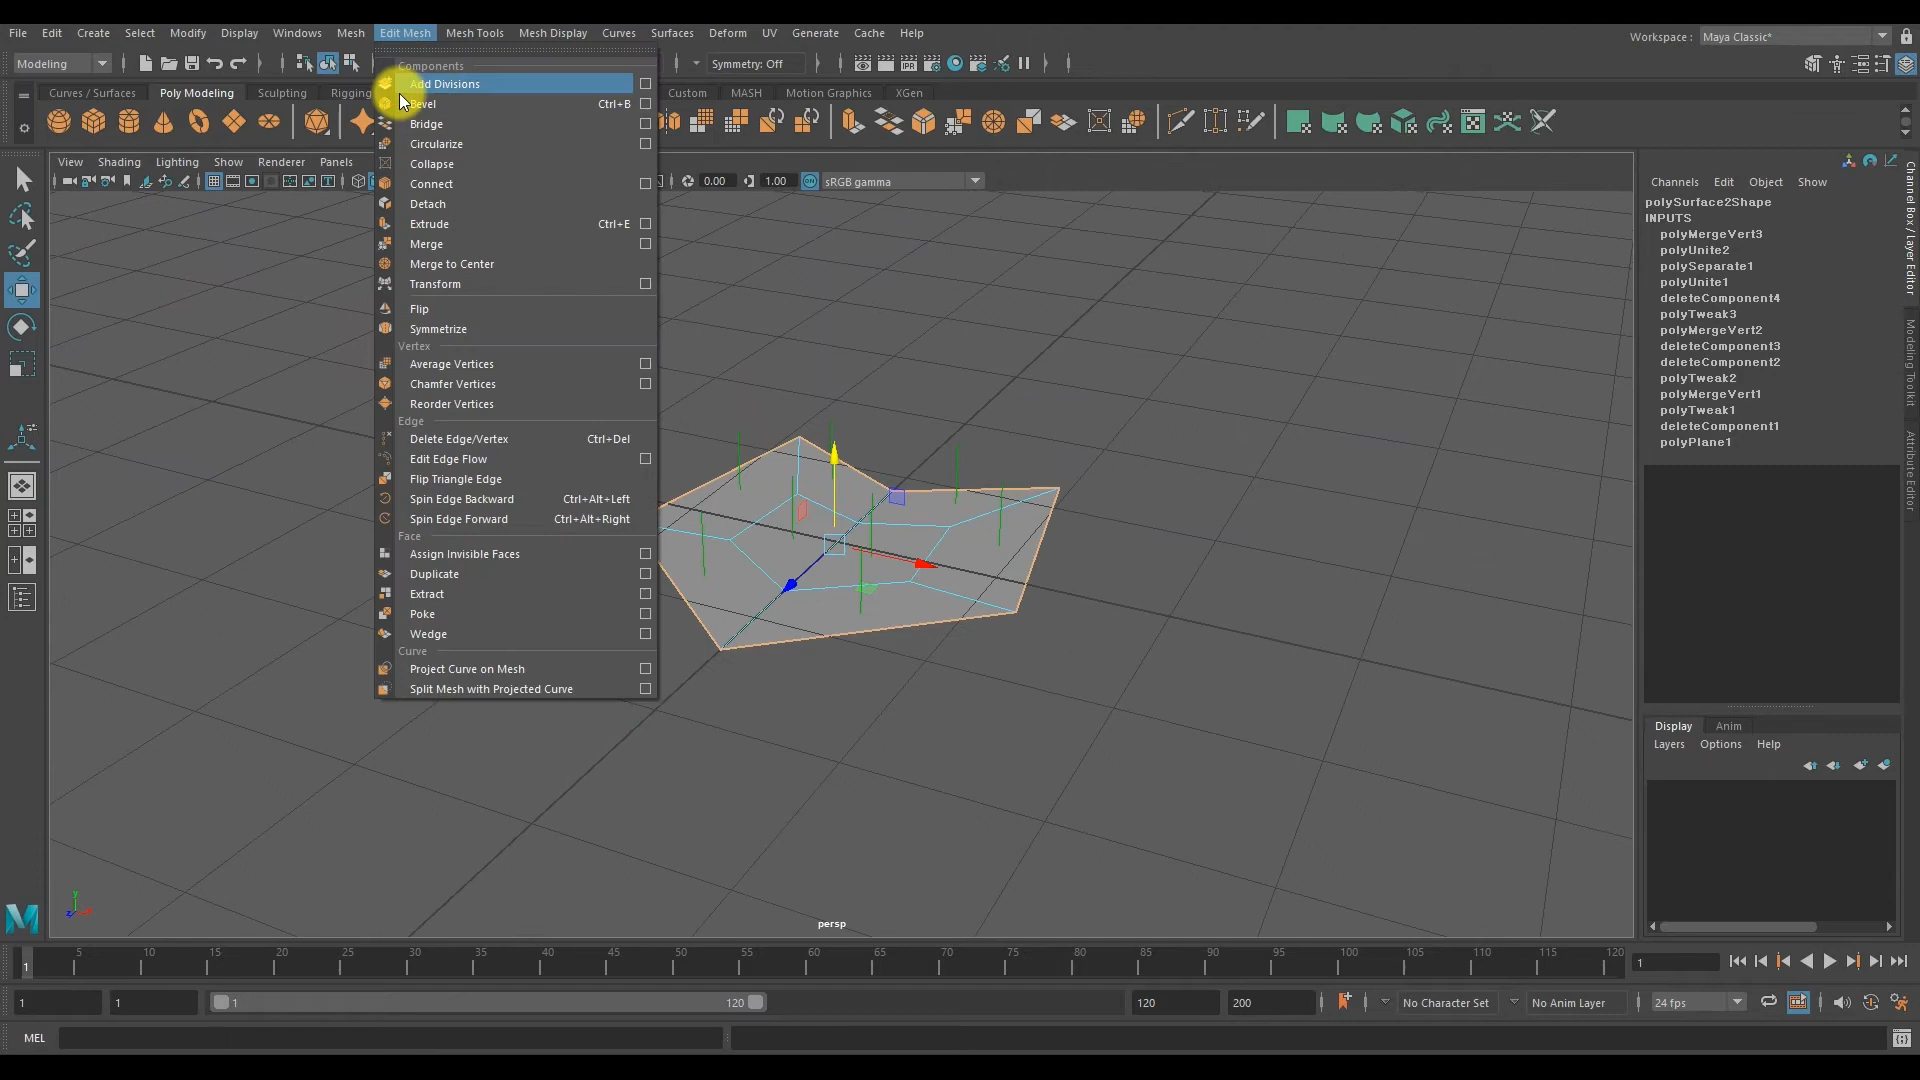 File Edit Create Select Modify Display Windows Mesh Edit Mesh Mesh Tools Mesh Display Curves Surfaces Deform UV Generate Cache Help
Workspace : Maya Classic*
Modeling
Symmetry: Off
Curves / Surfaces Poly Modeling Sculpting Rigging Custom MASH Motion Graphics XGen
View Shading Lighting Show Renderer Panels
0.00 1.00 sRGB gamma
Components
Add Divisions
Bevel Ctrl+B
Bridge
Circularize
Collapse
Connect
Detach
Extrude Ctrl+E
Merge
Merge to Center
Transform
Flip
Symmetrize
Vertex
Average Vertices
Chamfer Vertices
Reorder Vertices
Edge
Delete Edge/Vertex Ctrl+Del
Edit Edge Flow
Flip Triangle Edge
Spin Edge Backward Ctrl+Alt+Left
Spin Edge Forward Ctrl+Alt+Right
Face
Assign Invisible Faces
Duplicate
Extract
Poke
Wedge
Curve
Project Curve on Mesh
Split Mesh with Projected Curve
persp
y
z
Channels Edit Object Show
polySurface2Shape
INPUTS
polyMergeVert3
polyUnite2
polySeparate1
polyUnite1
deleteComponent4
polyTweak3
polyMergeVert2
deleteComponent3
deleteComponent2
polyTweak2
polyMergeVert1
polyTweak1
deleteComponent1
polyPlane1
Channel Box / Layer Editor
Modeling Toolkit
Attribute Editor
Display Anim
Layers Options Help
1 5 10 15 20 25 30 35 40 45 50 55 60 65 70 75 80 85 90 95 100 105 110 115 120
1
1 1 1 120 120 200 No Character Set No Anim Layer 24 fps
MEL